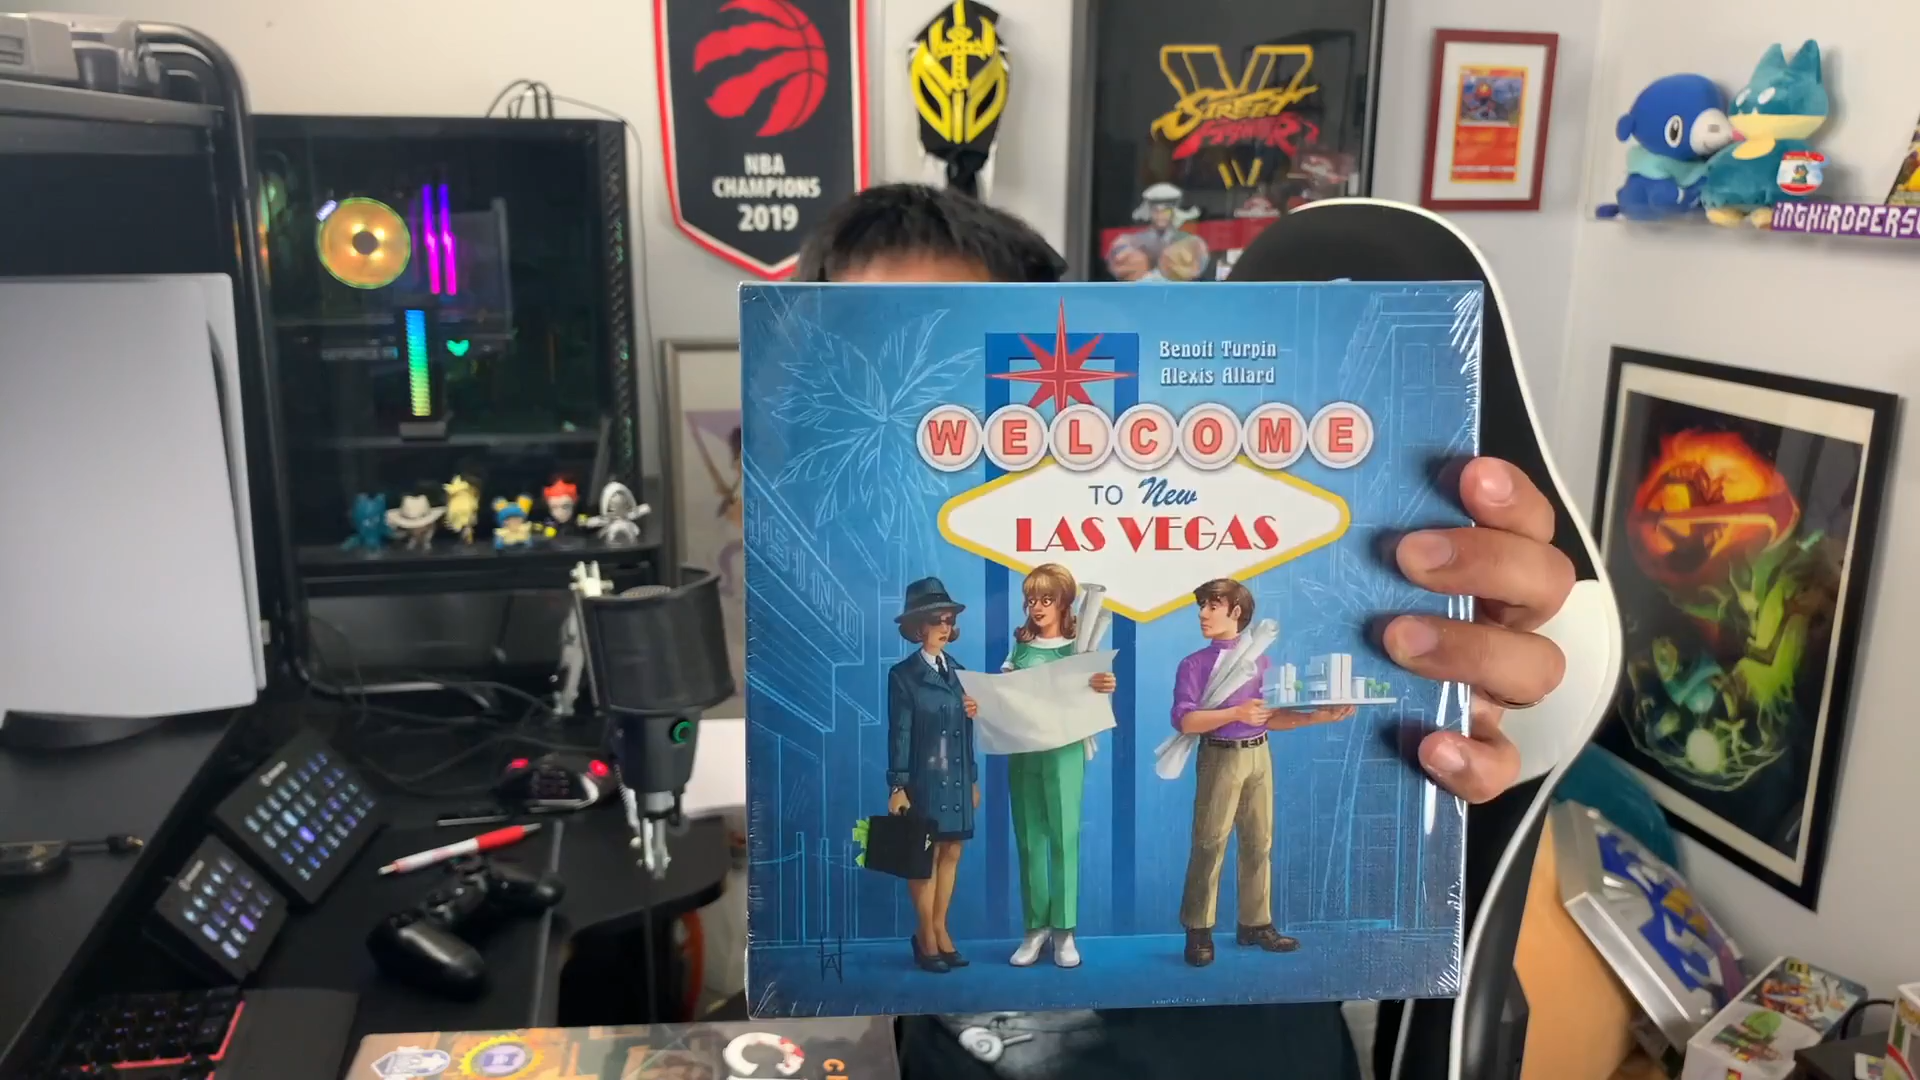 NBA
CHAMPIONS
2019
V
STREET
FIGHTER
V
INTHIRDPERS
Benoit Turpin
Alexis Allard
WELCOME
TO New
LAS VEGAS